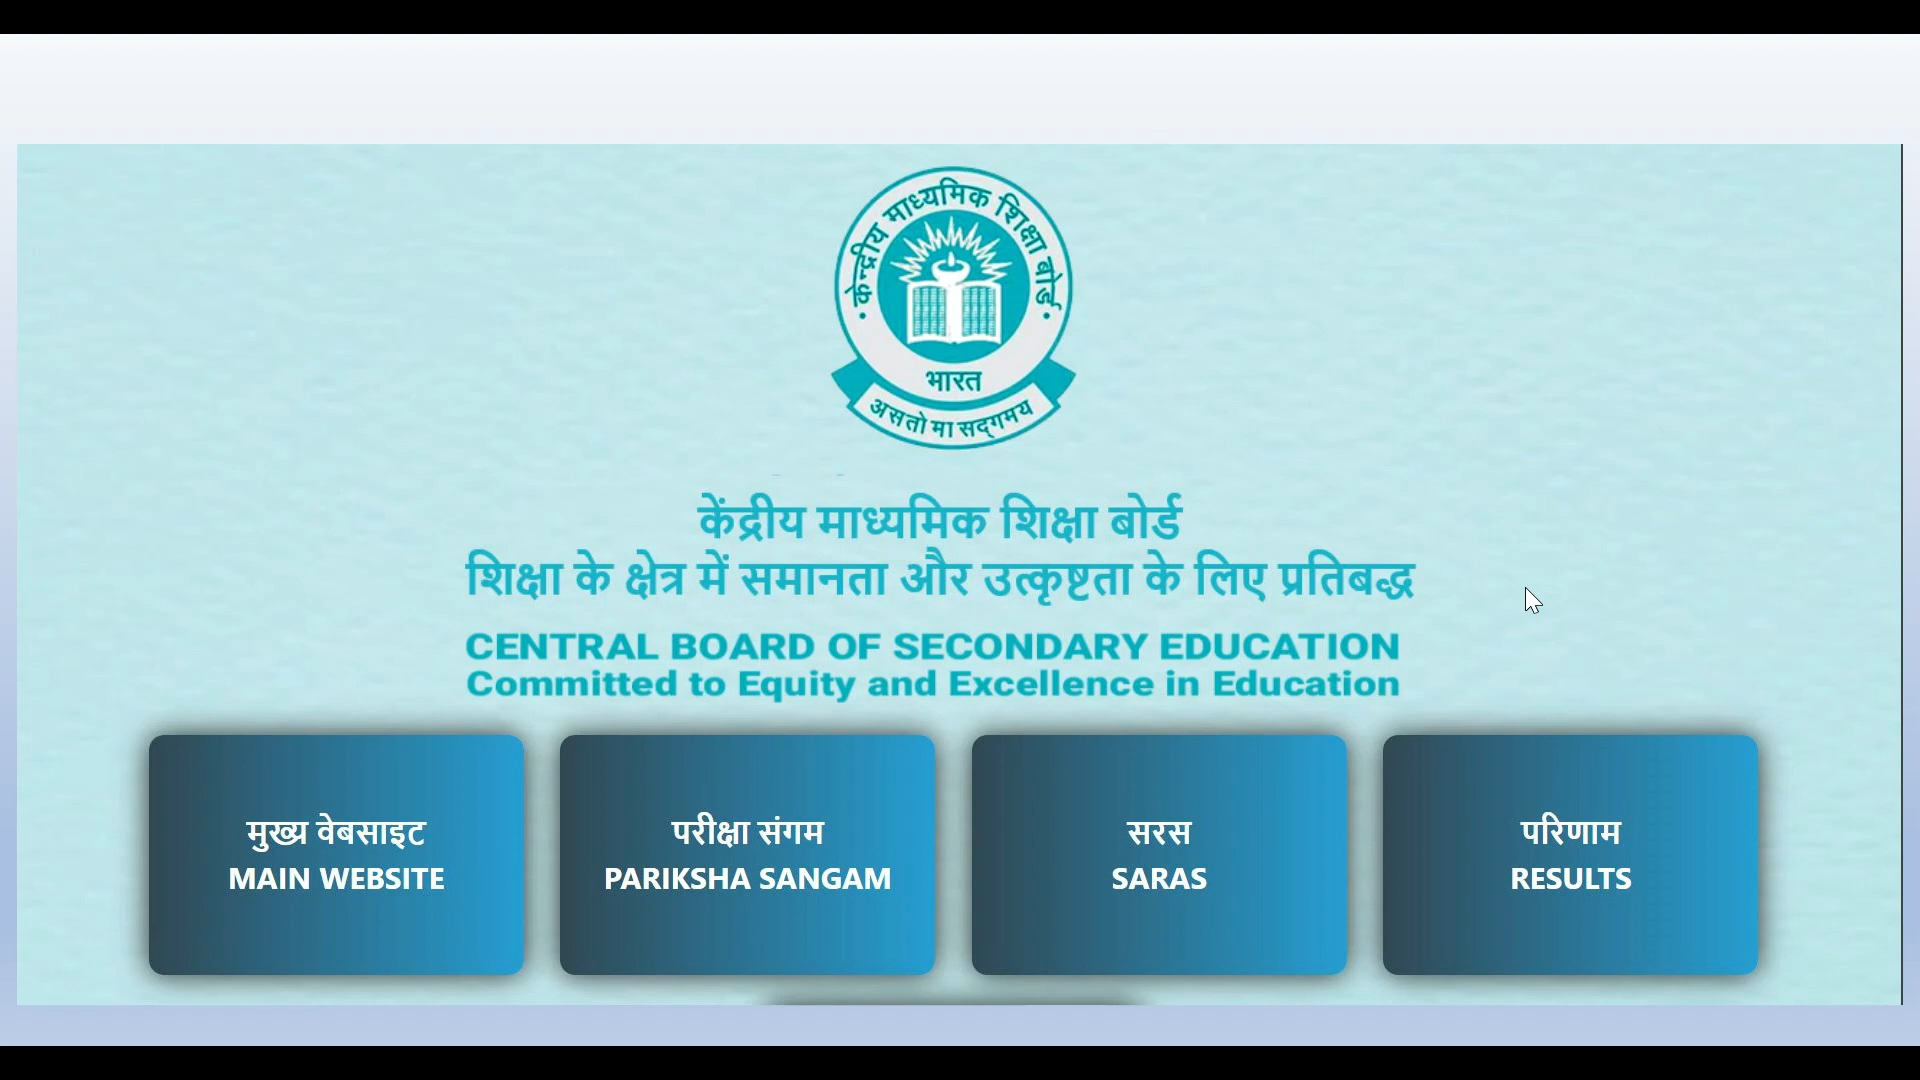 केन्द्रीय माध्यमिक शिक्षा बोर्ड
भारत
असतो मा सद्गमय
केंद्रीय माध्यमिक शिक्षा बोर्ड
शिक्षा के क्षेत्र में समानता और उत्कृष्टता के लिए प्रतिबद्ध
CENTRAL BOARD OF SECONDARY EDUCATION
Committed to Equity and Excellence in Education
मुख्य वेबसाइट
MAIN WEBSITE
परीक्षा संगम
PARIKSHA SANGAM
सरस
SARAS
परिणाम
RESULTS